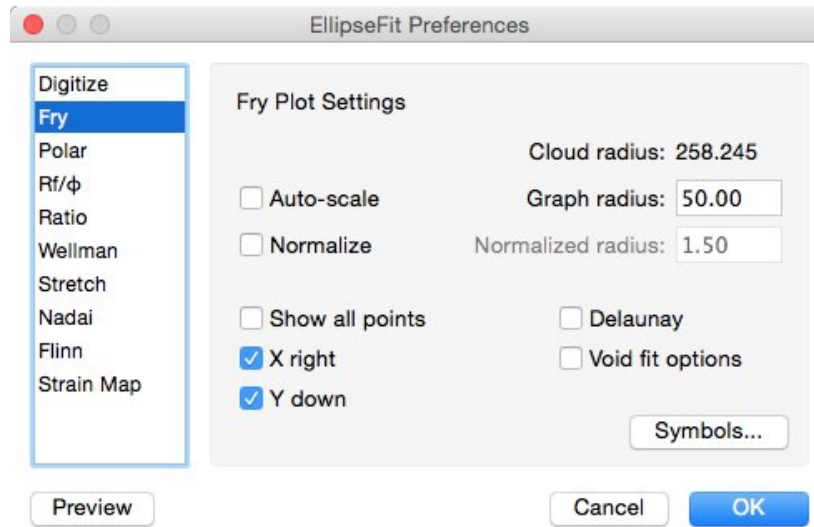 EllipseFit Preferences
Digitize
Fry
Polar
Rf/ϕ
Ratio
Wellman
Stretch
Nadai
Flinn
Strain Map
Fry Plot Settings
Cloud radius: 258.245
Auto-scale Graph radius: 50.00
Normalize Normalized radius: 1.50
Show all points Delaunay
X right Void fit options
Y down
Symbols...
Preview Cancel OK